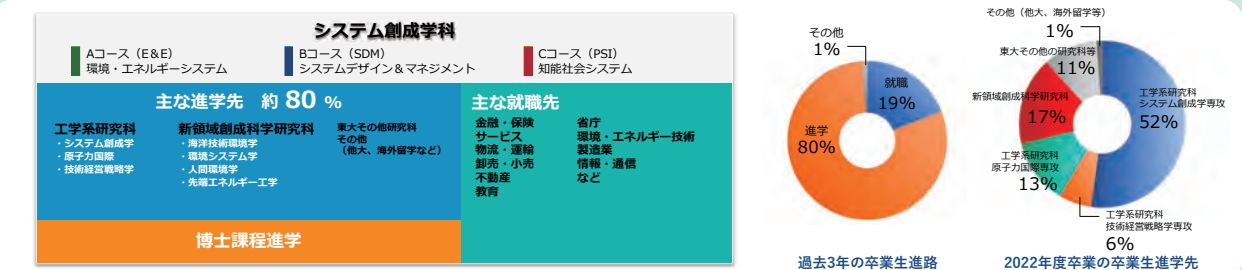 システム創成学科
Aコース（E&E）
環境・エネルギーシステム
Bコース（SDM）
システムデザイン＆マネジメント
Cコース（PSI）
知能社会システム
主な進学先 約 80 %
工学系研究科
・システム創成学
・原子力国際
・技術経営戦略学
新領域創成科学研究科
・海洋技術環境学
・環境システム学
・人間環境学
・先端エネルギー工学
東大その他研究科
その他
（他大、海外留学など）
博士課程進学
主な就職先
金融・保険
サービス
物流・運輸
卸売・小売
不動産
教育
省庁
環境・エネルギー技術
製造業
情報・通信
など
その他
1%
就職
19%
進学
80%
過去3年の卒業生進路
その他（他大、海外留学等）
1%
東大その他の研究科等
11%
新領域創成科学研究科
17%
工学系研究科
システム創成学専攻
52%
工学系研究科
原子力国際専攻
13%
工学系研究科
技術経営戦略学専攻
6%
2022年度卒業の卒業生進学先